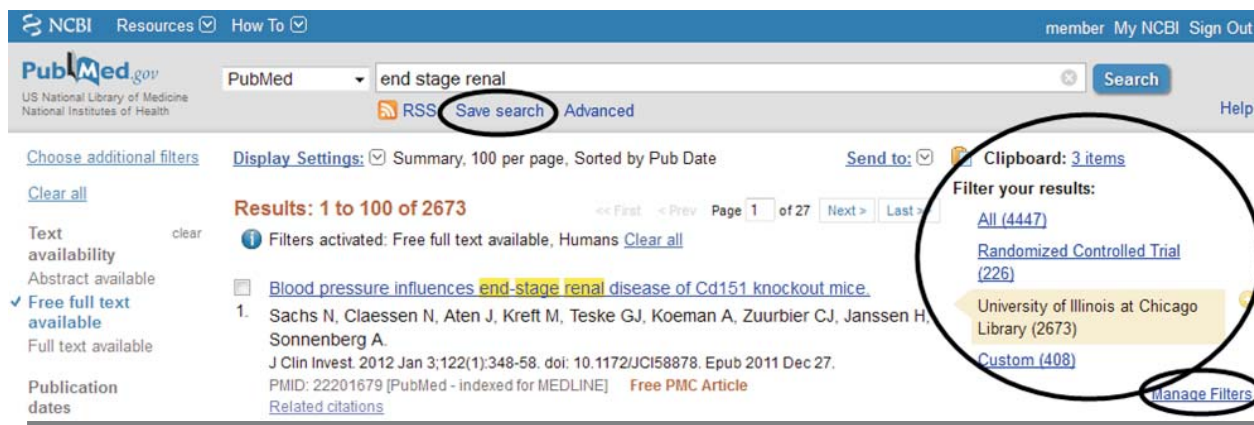 NCBI Resources How To member My NCBI Sign Out
PubMed.gov
US National Library of Medicine
National Institutes of Health
PubMed end stage renal Search
RSS Save search Advanced Help
Choose additional filters
Clear all
Text availability clear
Abstract available
Free full text available
Full text available
Publication dates
Display Settings: Summary, 100 per page, Sorted by Pub Date Send to:
Results: 1 to 100 of 2673 << First < Prev Page 1 of 27 Next > Last >>
Filters activated: Free full text available, Humans Clear all
Blood pressure influences end-stage renal disease of Cd151 knockout mice.
1. Sachs N, Claessen N, Aten J, Kreft M, Teske GJ, Koeman A, Zuurbier CJ, Janssen H,
Sonnenberg A.
J Clin Invest. 2012 Jan 3;122(1):348-58. doi: 10.1172/JCI58878. Epub 2011 Dec 27.
PMID: 22201679 [PubMed - indexed for MEDLINE] Free PMC Article
Related citations
Clipboard: 3 items
Filter your results:
All (4447)
Randomized Controlled Trial
(226)
University of Illinois at Chicago
Library (2673)
Custom (408)
Manage Filters